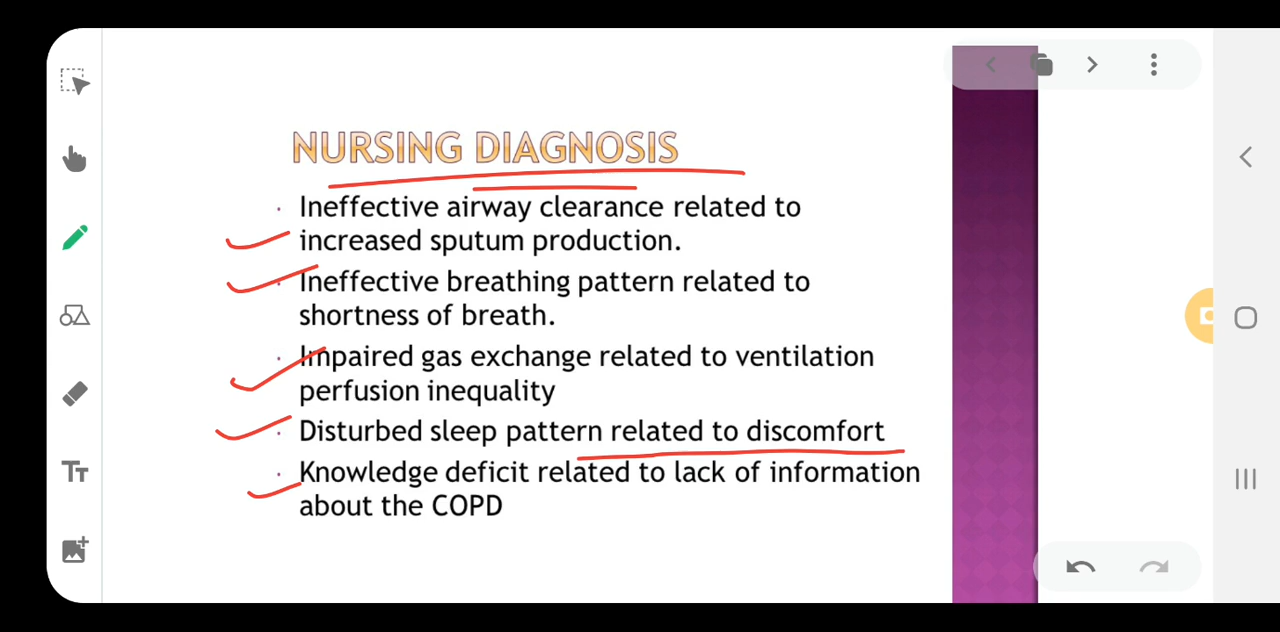 NURSING DIAGNOSIS
· Ineffective airway clearance related to
increased sputum production.
· Ineffective breathing pattern related to
shortness of breath.
· Impaired gas exchange related to ventilation
perfusion inequality
· Disturbed sleep pattern related to discomfort
· Knowledge deficit related to lack of information
about the COPD
TT